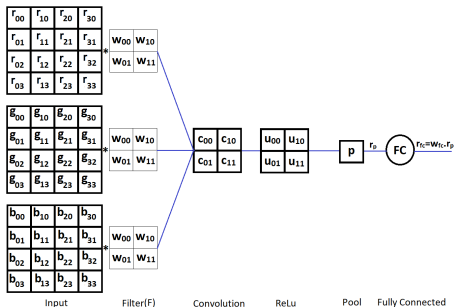 r00 r10 r20 r30
r01 r11 r21 r31
r02 r12 r22 r32
r03 r13 r23 r33
*
w00 w10
w01 w11
g00 g10 g20 g30
g01 g11 g21 g31
g02 g12 g22 g32
g03 g13 g23 g33
*
w00 w10
w01 w11
b00 b10 b20 b30
b01 b11 b21 b31
b02 b12 b22 b32
b03 b13 b23 b33
*
w00 w10
w01 w11
c00 c10
c01 c11
u00 u10
u01 u11
p
rp
FC
rfc=wfc.rp
Input Filter(F) Convolution ReLu Pool Fully Connected